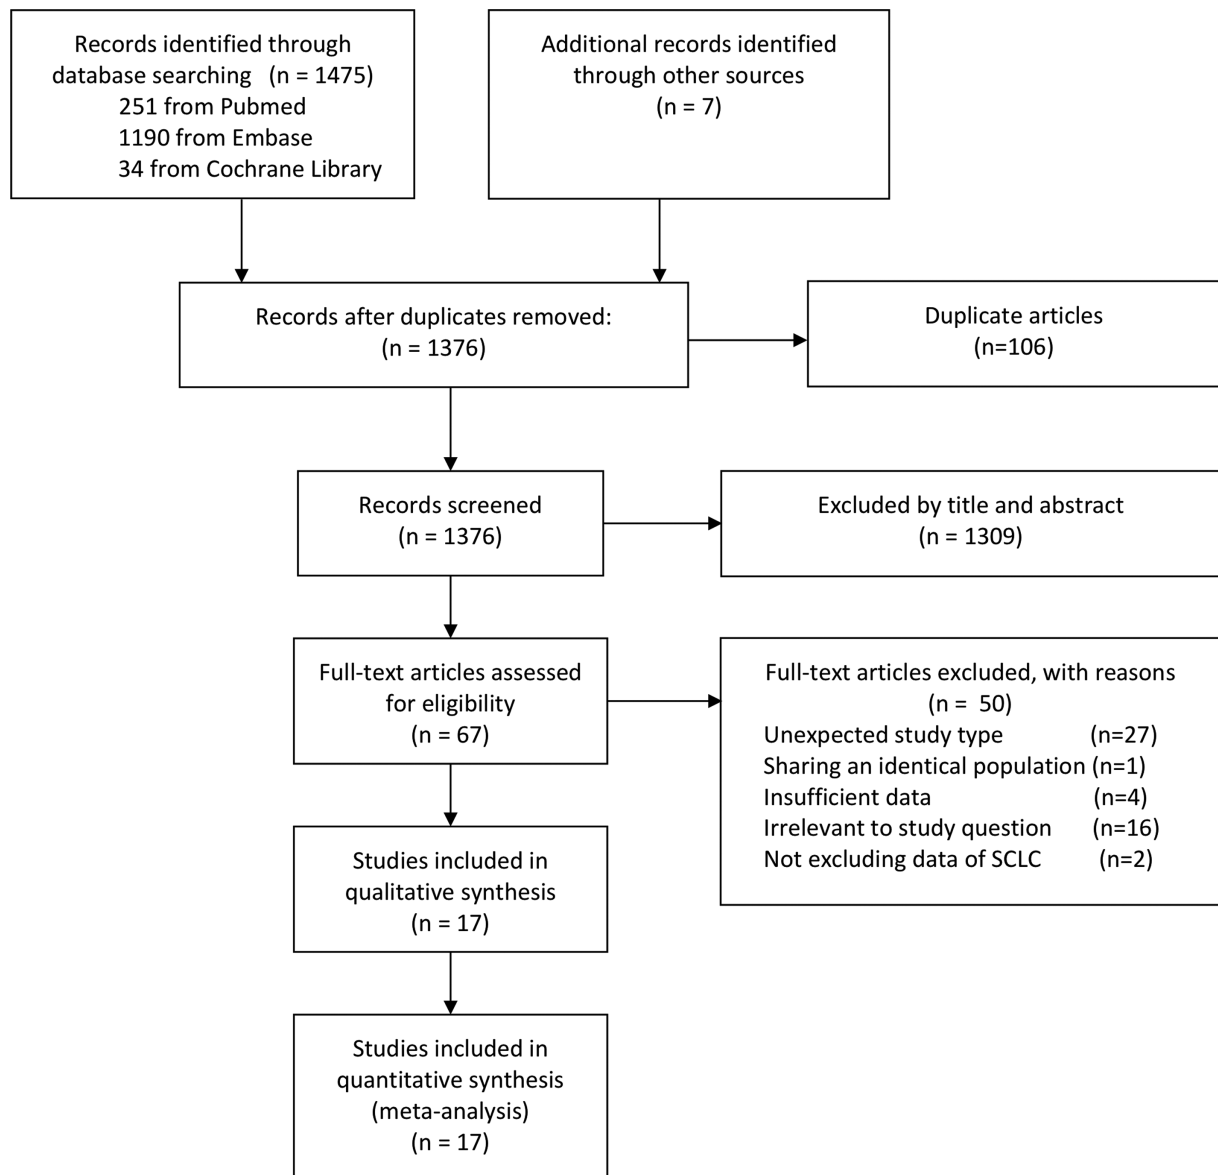 Records identified through
database searching (n = 1475)
251 from Pubmed
1190 from Embase
34 from Cochrane Library
Additional records identified
through other sources
(n = 7)
Records after duplicates removed:
(n = 1376)
Duplicate articles
(n=106)
Records screened
(n = 1376)
Excluded by title and abstract
(n = 1309)
Full-text articles assessed
for eligibility
(n = 67)
Full-text articles excluded, with reasons
(n = 50)
Unexpected study type (n=27)
Sharing an identical population (n=1)
Insufficient data (n=4)
Irrelevant to study question (n=16)
Not excluding data of SCLC (n=2)
Studies included in
qualitative synthesis
(n = 17)
Studies included in
quantitative synthesis
(meta-analysis)
(n = 17)